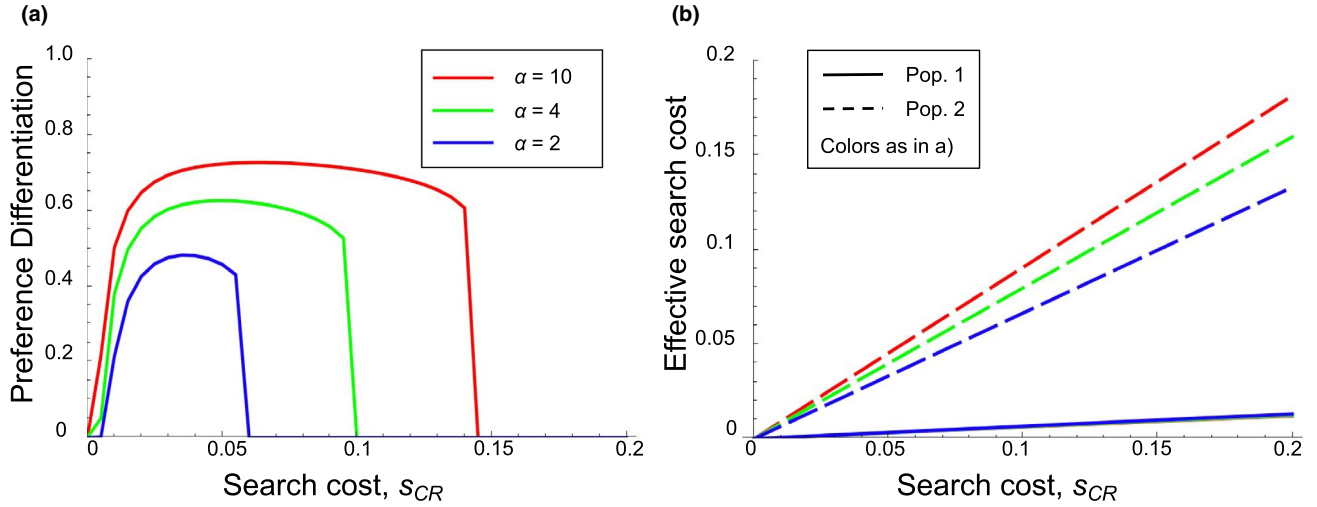 (a)
Preference Differentiation
1.0
0.8
0.6
0.4
0.2
0
0 0.05 0.1 0.15 0.2
Search cost, sCR
α = 10
α = 4
α = 2
(b)
Effective search cost
0.2
0.15
0.1
0.05
0
0 0.05 0.1 0.15 0.2
Search cost, sCR
Pop. 1
Pop. 2
Colors as in a)